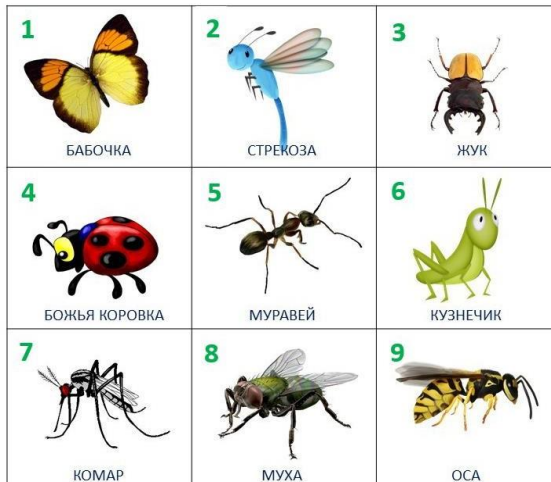 1
БАБОЧКА
2
СТРЕКОЗА
3
ЖУК
4
БОЖЬЯ КОРОВКА
5
МУРАВЕЙ
6
КУЗНЕЧИК
7
КОМАР
8
МУХА
9
ОСА